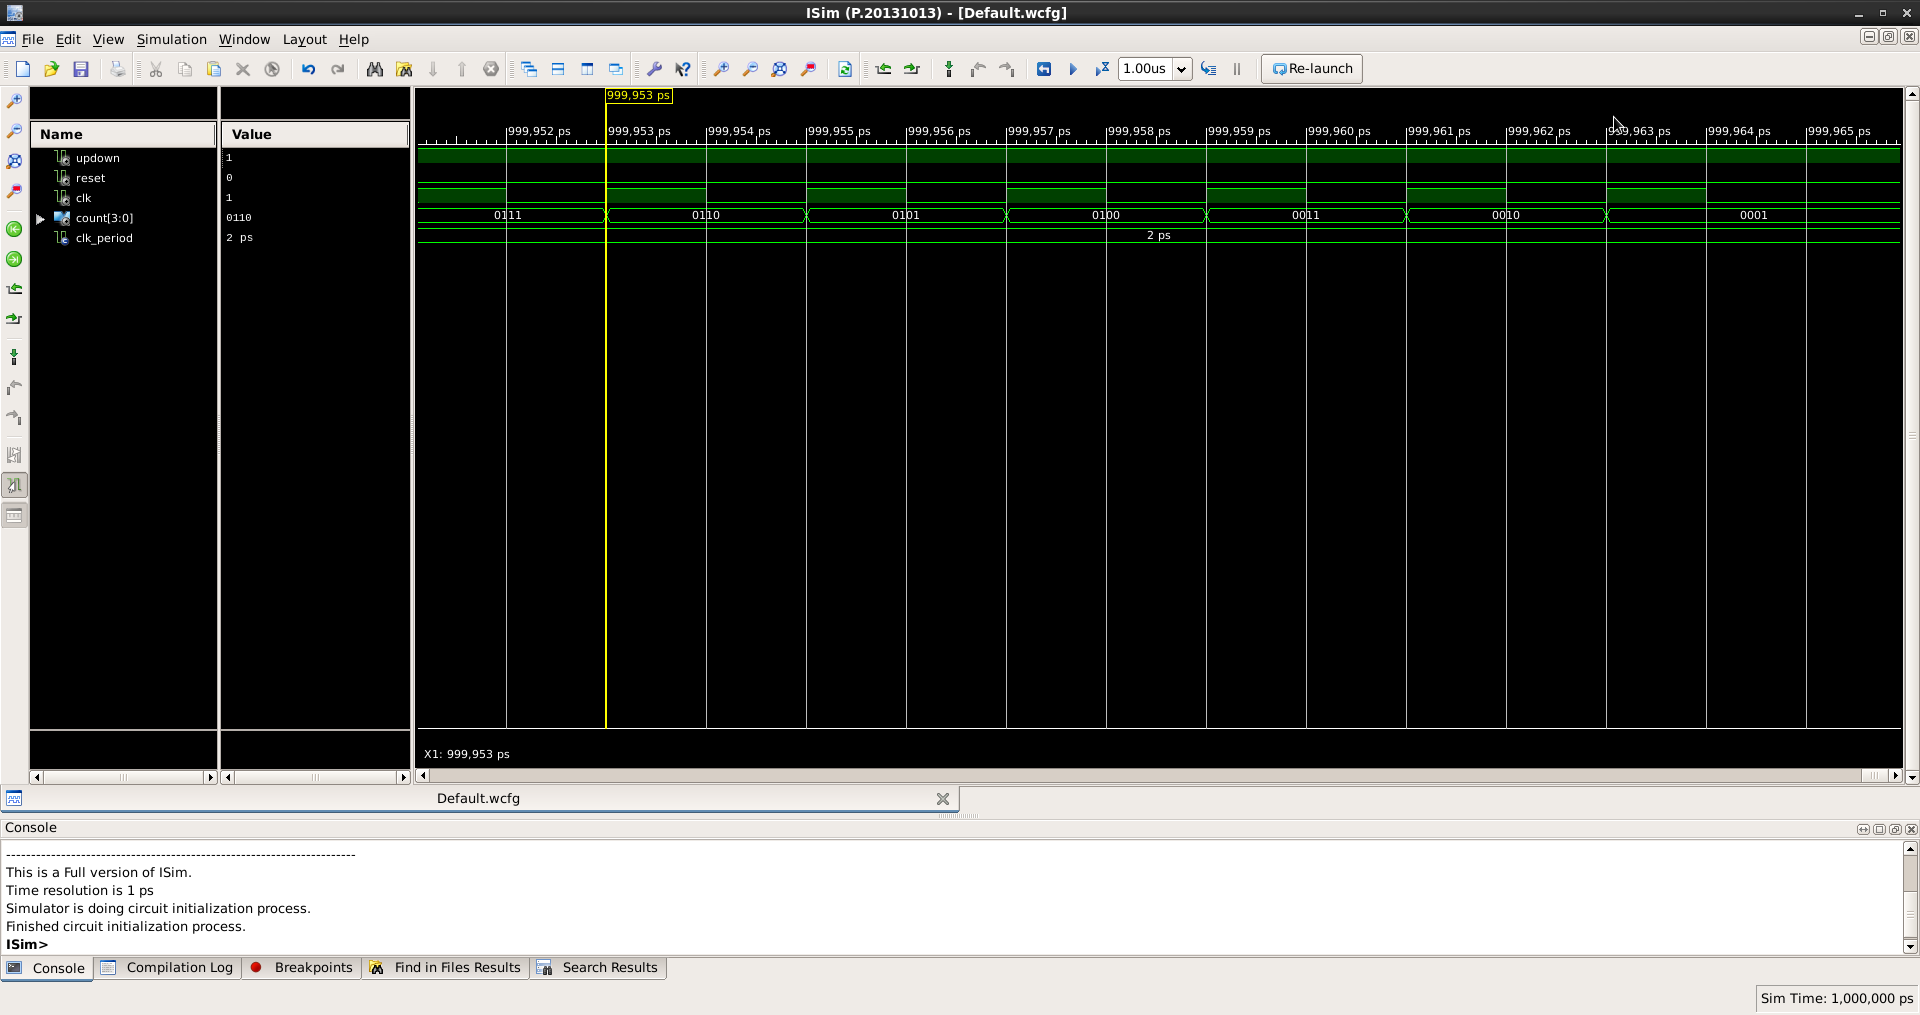 ISim (P.20131013) - [Default.wcfg]
File Edit View Simulation Window Layout Help
1.00us Re-launch
999,953 ps
Name Value
999,952 ps 999,953 ps 999,954 ps 999,955 ps 999,956 ps 999,957 ps 999,958 ps 999,959 ps 999,960 ps 999,961 ps 999,962 ps 999,963 ps 999,964 ps 999,965 ps
updown 1
reset 0
clk 1
count[3:0] 0110 0111 0110 0101 0100 0011 0010 0001
clk_period 2 ps 2 ps
X1: 999,953 ps
Default.wcfg
Console
--------------------------------------------------------------------
This is a Full version of ISim.
Time resolution is 1 ps
Simulator is doing circuit initialization process.
Finished circuit initialization process.
ISim>
Console Compilation Log Breakpoints Find in Files Results Search Results
Sim Time: 1,000,000 ps